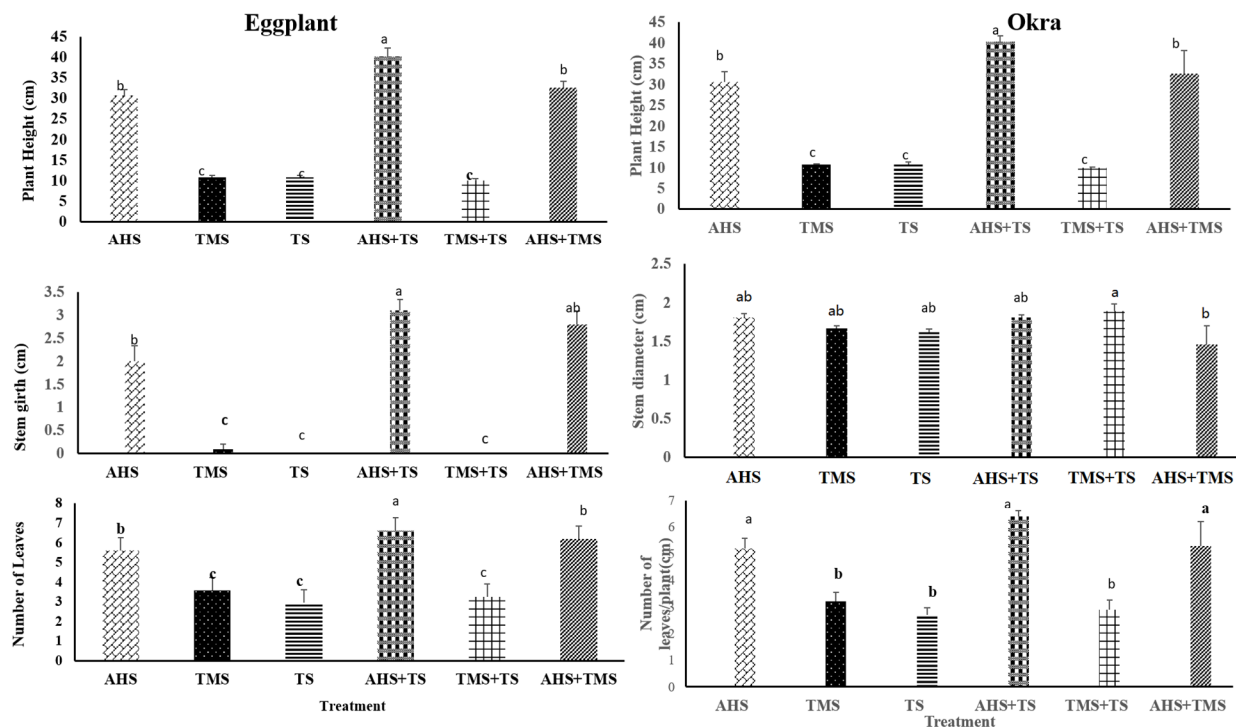 Eggplant
Plant Height (cm)
45
40
35
30
25
20
15
10
5
0
b
c
c
a
c
b
AHS TMS TS AHS+TS TMS+TS AHS+TMS
Stem girth (cm)
3.5
3
2.5
2
1.5
1
0.5
0
b
c
c
a
c
ab
AHS TMS TS AHS+TS TMS+TS AHS+TMS
Number of Leaves
8
7
6
5
4
3
2
1
0
b
c
c
a
c
b
AHS TMS TS AHS+TS TMS+TS AHS+TMS
Treatment
Okra
Plant Height (cm)
45
40
35
30
25
20
15
10
5
0
b
c
c
a
c
b
AHS TMS TS AHS+TS TMS+TS AHS+TMS
Stem diameter (cm)
2.5
2
1.5
1
0.5
0
ab
ab
ab
ab
a
b
AHS TMS TS AHS+TS TMS+TS AHS+TMS
Number of
leaves/plant(cm)
7
6
5
4
3
2
1
0
a
b
b
a
b
a
AHS TMS TS AHS+TS TMS+TS AHS+TMS
Treatment